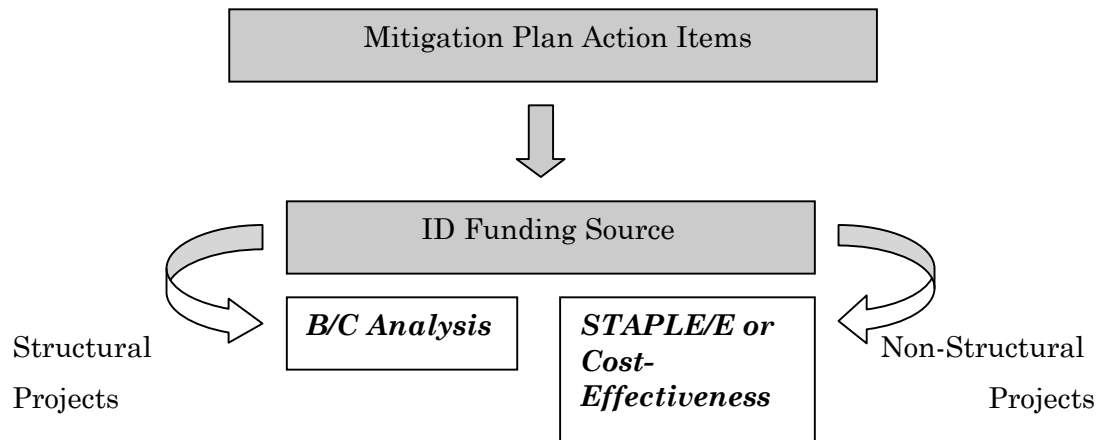 Mitigation Plan Action Items
ID Funding Source
B/C Analysis
STAPLE/E or
Cost-
Effectiveness
Structural
Projects
Non-Structural
Projects